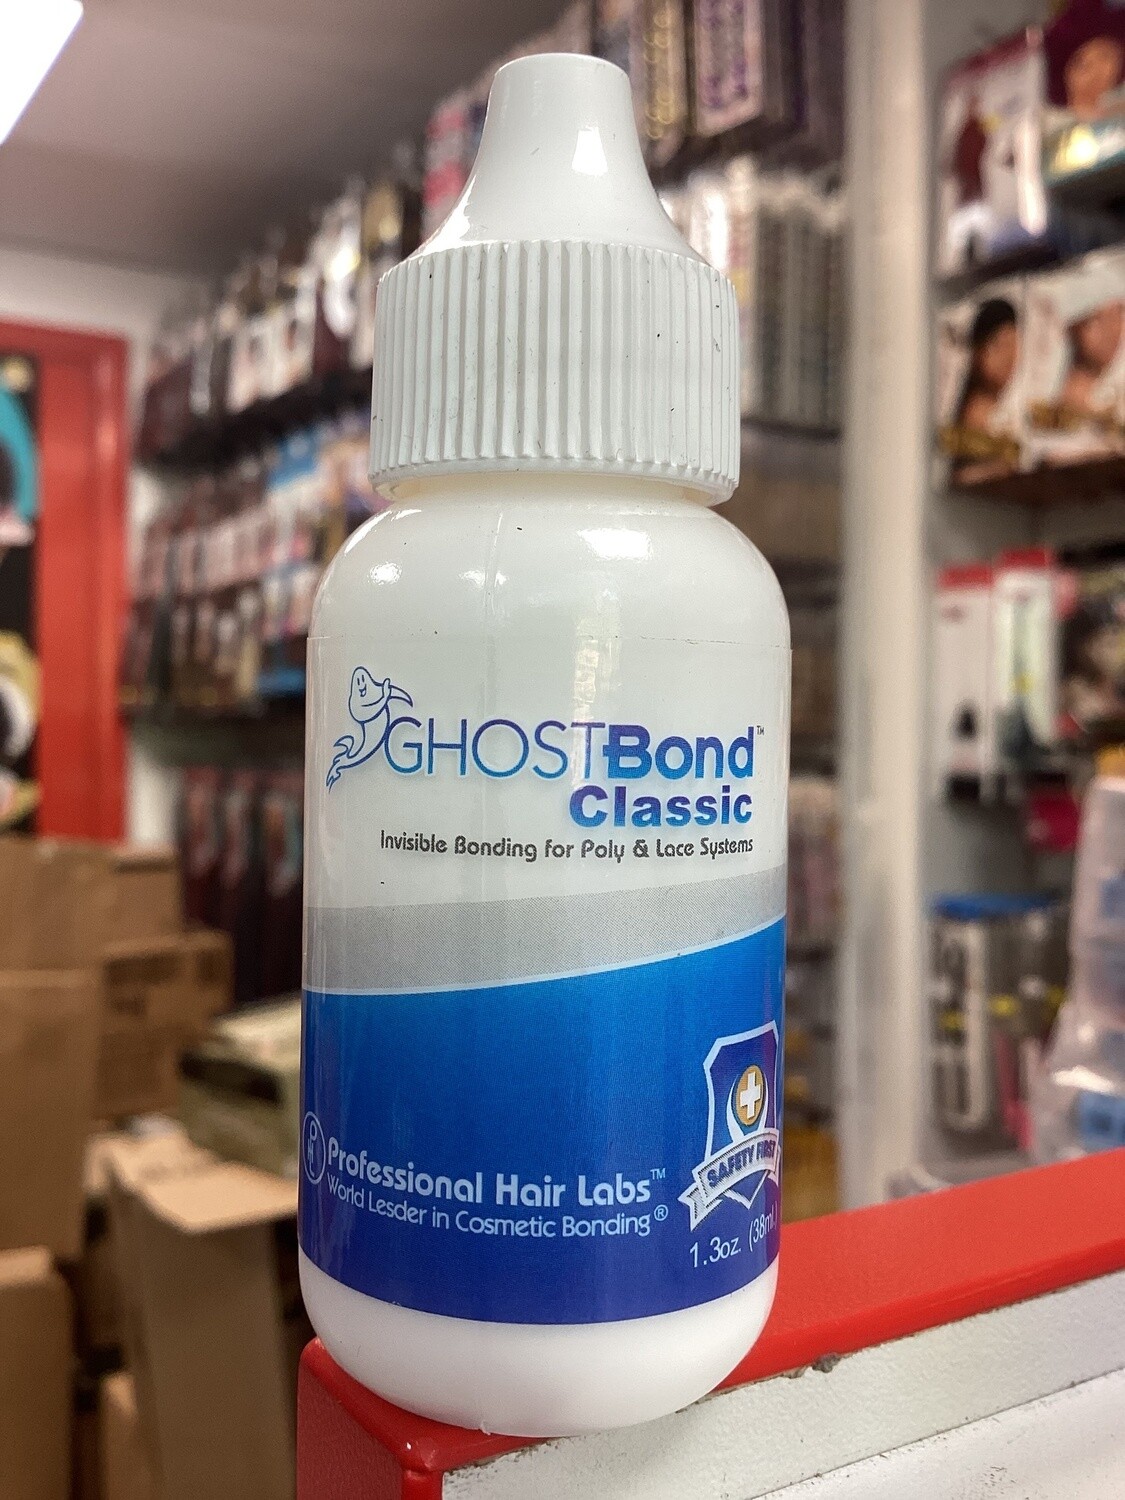 GHOSTBond™
Classic
Invisible Bonding for Poly & Lace Systems
Professional Hair Labs™
World Lesder in Cosmetic Bonding®
SAFETY FIRST
1.3oz. (38ml.)